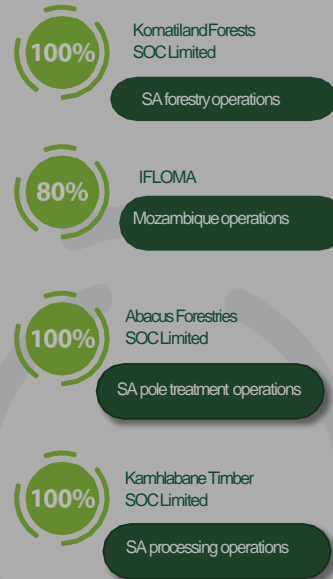 100%
Komatiland Forests
SOC Limited
SA forestry operations
80%
IFLOMA
Mozambique operations
100%
Abacus Forestries
SOC Limited
SA pole treatment operations
100%
Kamhlabane Timber
SOC Limited
SA processing operations